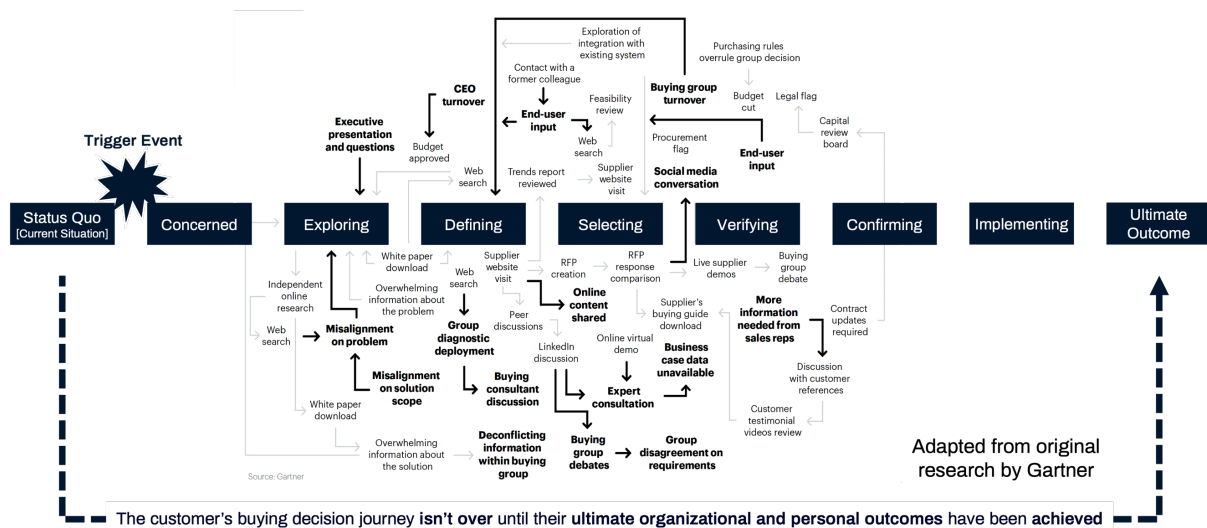 Exploration of
integration with
existing system
Purchasing rules
overrule group decision
Contact with a
former colleague
CEO
turnover
Buying group
turnover
Budget
cut
Legal flag
Feasibility
review
End-user
input
Executive
presentation
and questions
Capital
review
board
Trigger Event
Budget
approved
Web
search
Procurement
flag
End-user
input
Web
search
Trends report
reviewed
Supplier
website
visit
Social media
conversation
Status Quo
[Current Situation]
Concerned
Exploring
Defining
Selecting
Verifying
Confirming
Implementing
Ultimate
Outcome
White paper
download
Supplier
website
visit
Web
search
RFP
creation
RFP
response
comparison
Live supplier
demos
Buying
group
debate
Independent
online
research
Overwhelming
information about
the problem
Online
content
shared
Supplier's
buying guide
download
More
information
needed from
sales reps
Contract
updates
required
Peer
discussions
Web
search
Misalignment
on problem
Group
diagnostic
deployment
LinkedIn
discussion
Online virtual
demo
Business
case data
unavailable
Misalignment
on solution
scope
Buying
consultant
discussion
Expert
consultation
Discussion
with customer
references
White paper
download
Customer
testimonial
videos review
Overwhelming
information about
the solution
Deconflicting
information
within buying
group
Buying
group
debates
Group
disagreement on
requirements
Source: Gartner
Adapted from original
research by Gartner
The customer's buying decision journey isn't over until their ultimate organizational and personal outcomes have been achieved